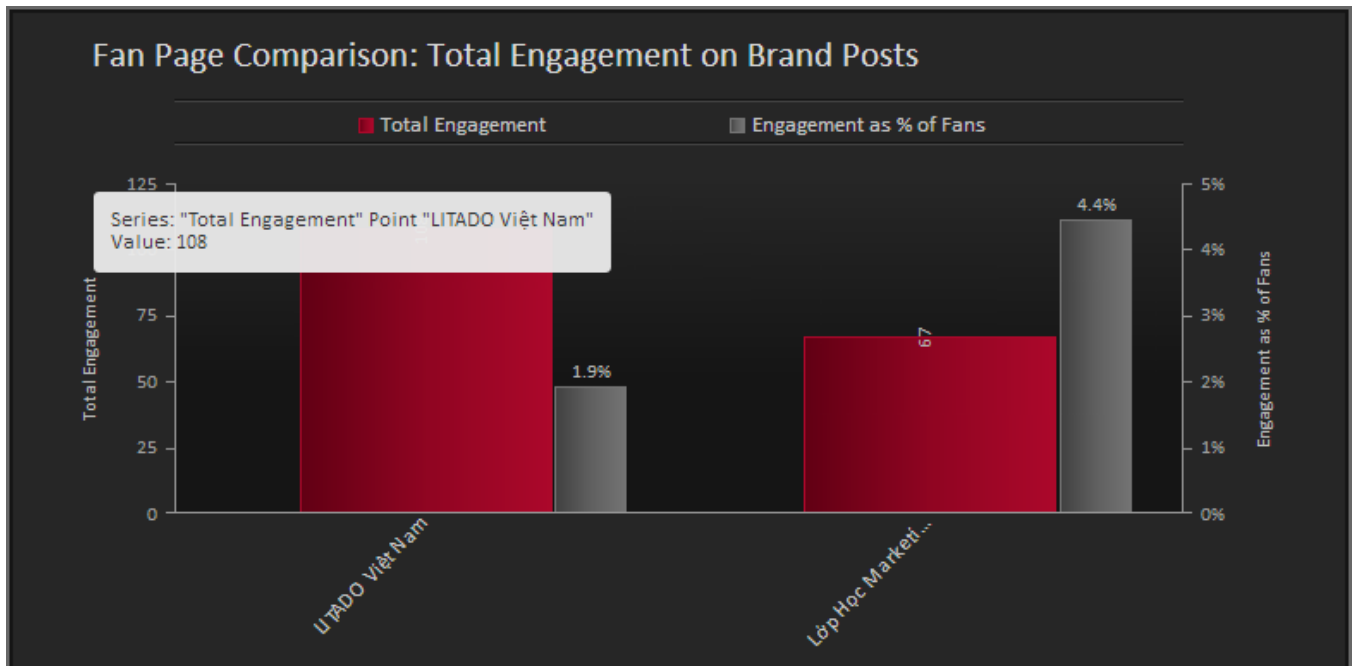 Fan Page Comparison: Total Engagement on Brand Posts
Total Engagement
Engagement as % of Fans
125
5%
Series: "Total Engagement" Point "LITADO Việt Nam"
Value: 108
4.4%
4%
75
3%
67
1.9%
50
2%
25
1%
0
0%
Total Engagement
Engagement as % of Fans
LITADO Việt Nam
Lớp Học Marketi...